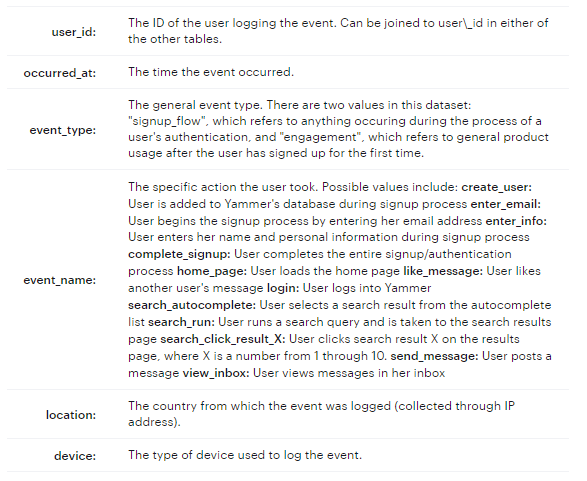 user_id:
The ID of the user logging the event. Can be joined to user\_id in either of
the other tables.
occurred_at:
The time the event occurred.
event_type:
The general event type. There are two values in this dataset:
"signup_flow", which refers to anything occuring during the process of a
user's authentication, and "engagement", which refers to general product
usage after the user has signed up for the first time.
event_name:
The specific action the user took. Possible values include: create_user:
User is added to Yammer's database during signup process enter_email:
User begins the signup process by entering her email address enter_info:
User enters her name and personal information during signup process
complete_signup: User completes the entire signup/authentication
process home_page: User loads the home page like_message: User likes
another user's message login: User logs into Yammer
search_autocomplete: User selects a search result from the autocomplete
list search_run: User runs a search query and is taken to the search results
page search_click_result_X: User clicks search result X on the results
page, where X is a number from 1 through 10. send_message: User posts a
message view_inbox: User views messages in her inbox
location:
The country from which the event was logged (collected through IP
address).
device:
The type of device used to log the event.